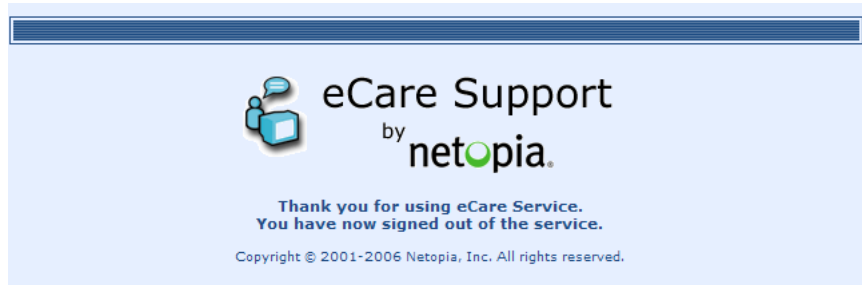 eCare Support
by
netopia®
Thank you for using eCare Service.
You have now signed out of the service.
Copyright © 2001-2006 Netopia, Inc. All rights reserved.